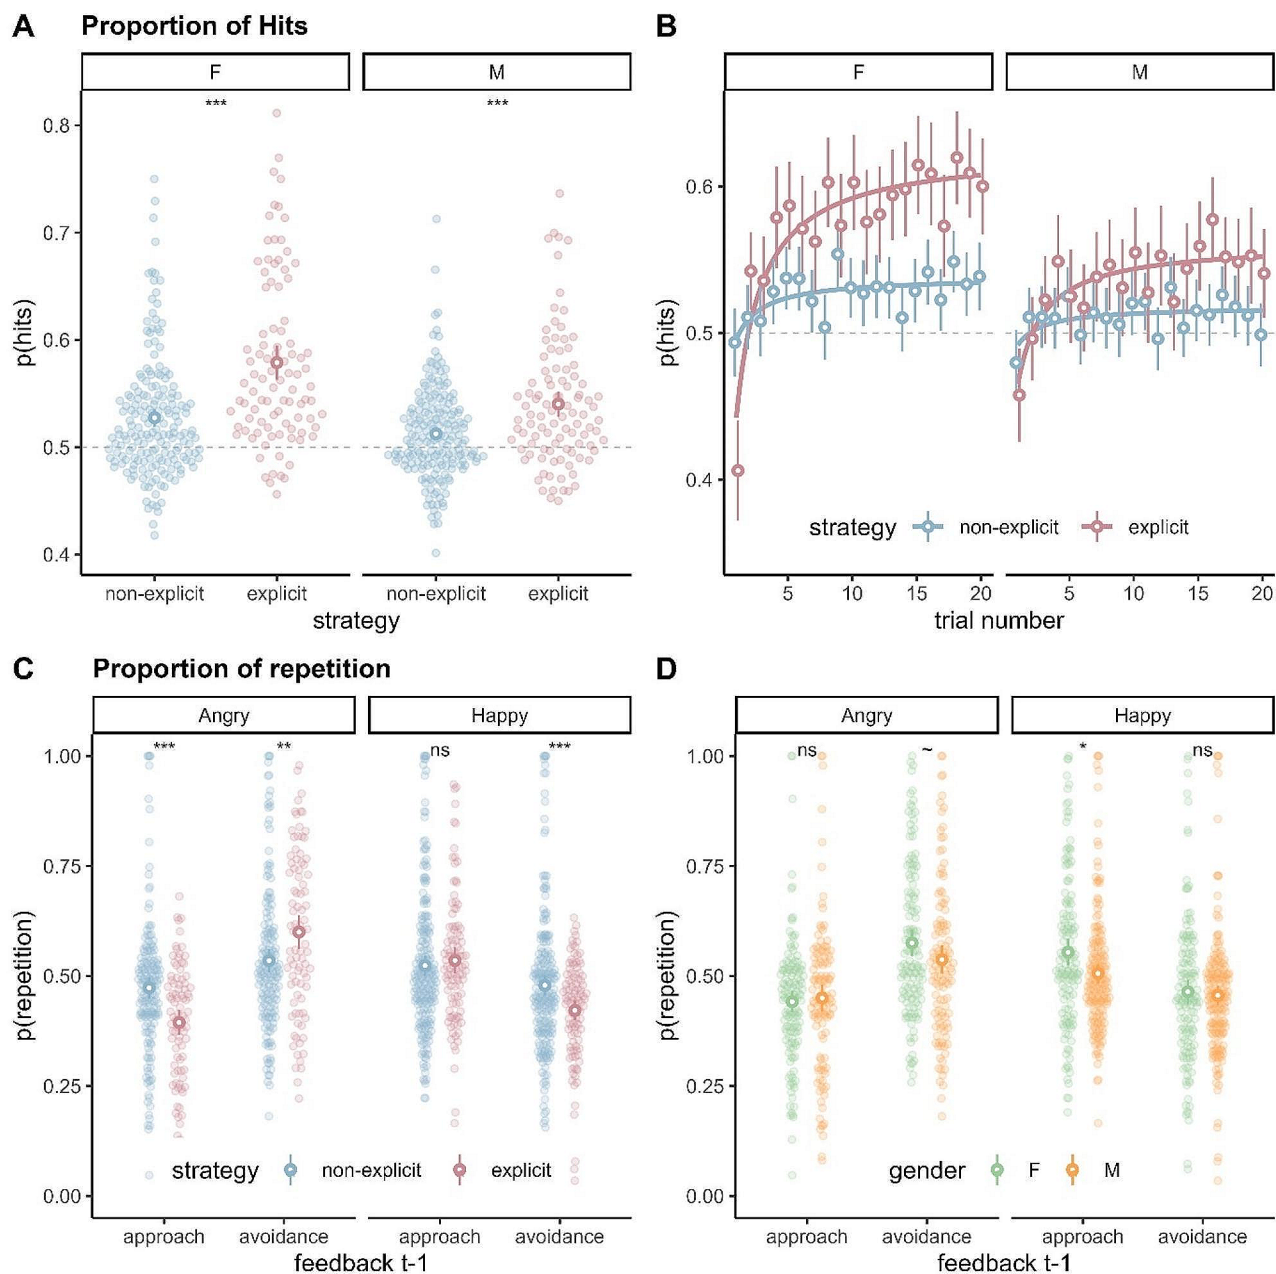 A Proportion of Hits
F M
*** ***
0.8
0.7
0.6
0.5
0.4
p(hits)
non-explicit explicit non-explicit explicit
strategy
B
F M
0.6
0.5
0.4
p(hits)
strategy non-explicit explicit
5 10 15 20 5 10 15 20
trial number
C Proportion of repetition
Angry Happy
*** ** ns ***
1.00
0.75
0.50
0.25
0.00
p(repetition)
strategy non-explicit explicit
approach avoidance approach avoidance
feedback t-1
D
Angry Happy
ns ~ * ns
1.00
0.75
0.50
0.25
0.00
p(repetition)
gender F M
approach avoidance approach avoidance
feedback t-1